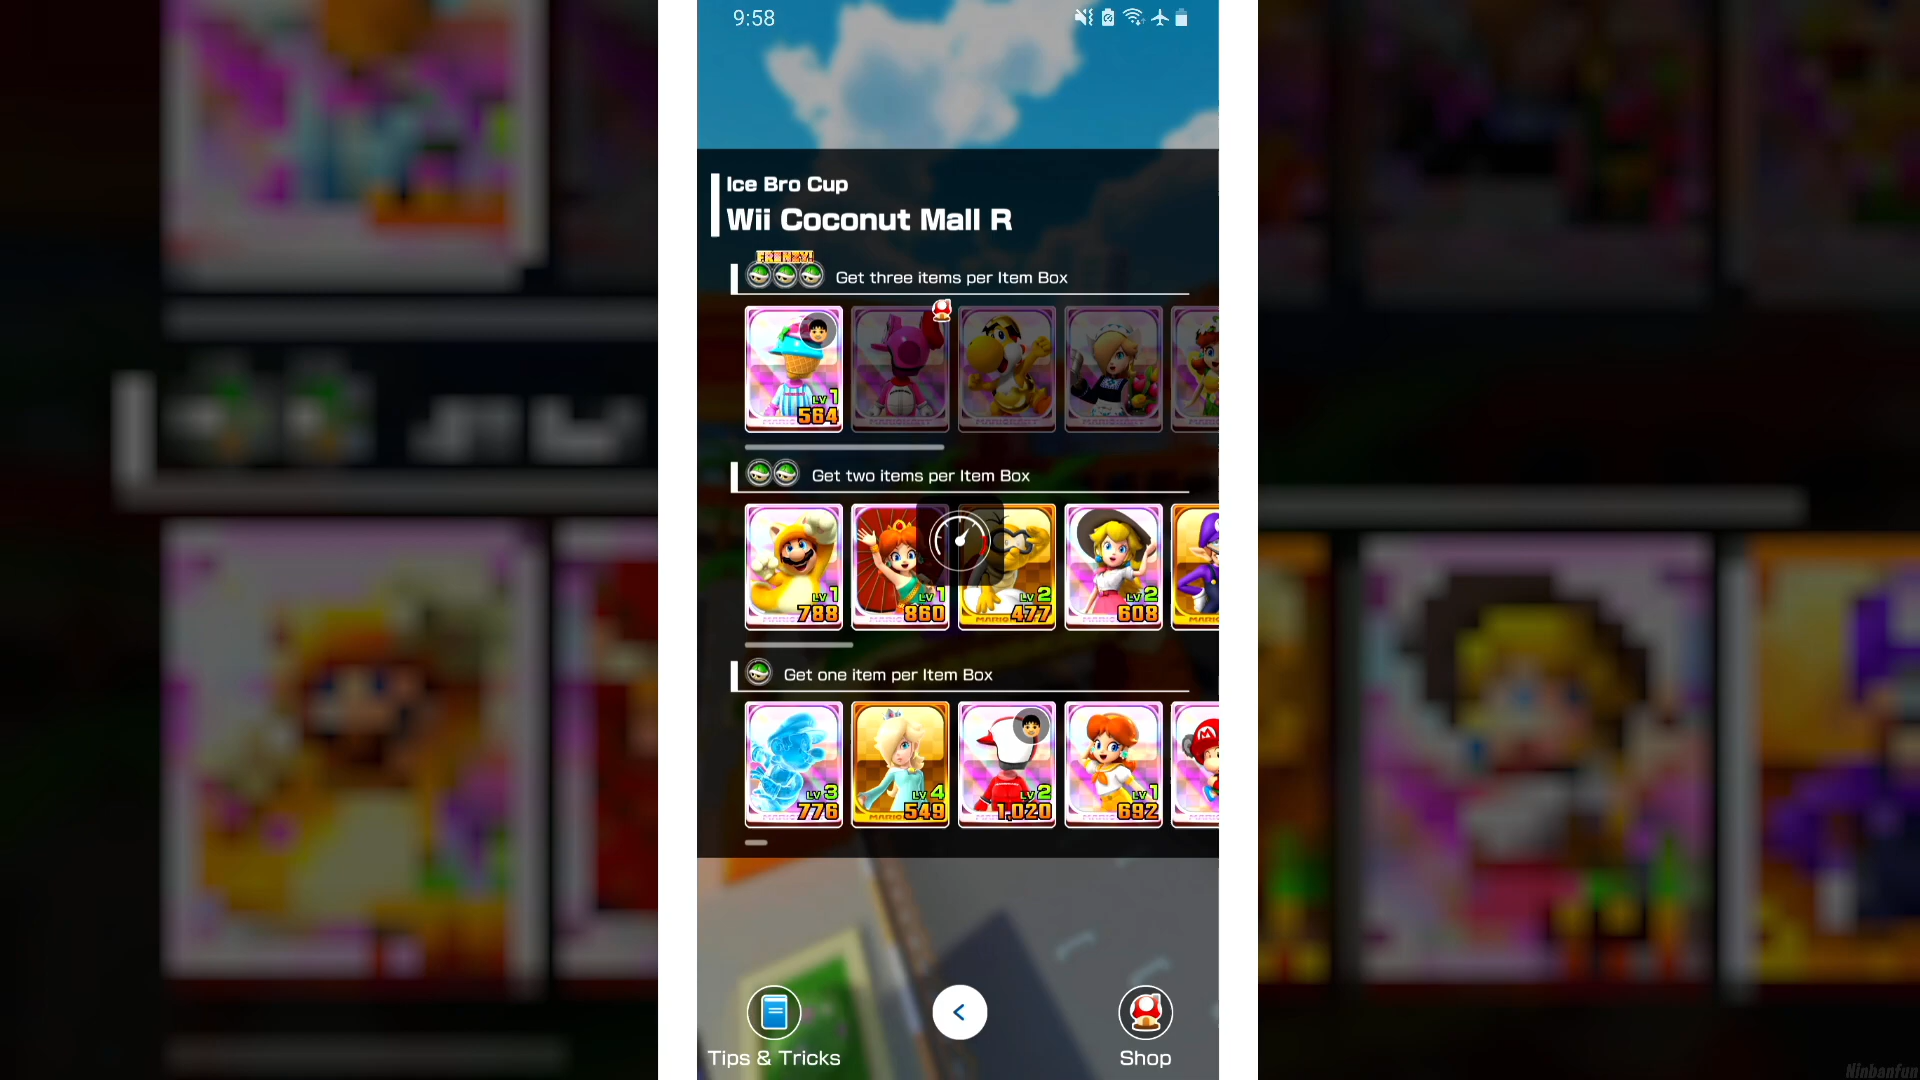 9:58
Ice Bro Cup
Wii Coconut Mall R
FRENZY!
Get three items per Item Box
LV 1
564
Get two items per Item Box
LV 1
788
LV 1
860
LV 2
477
LV 2
608
Get one item per Item Box
LV 3
776
LV 4
549
LV 2
1,020
LV 1
692
Tips & Tricks
Shop
Ninbanfun